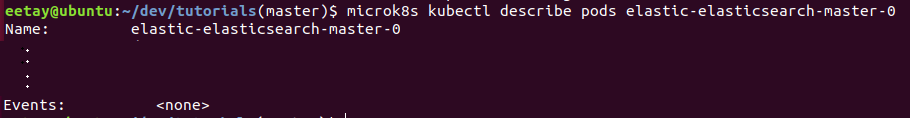 eetay@ubuntu:~/dev/tutorials(master)$ microk8s kubectl describe pods elastic-elasticsearch-master-0
Name: elastic-elasticsearch-master-0
:
:
Events: <none>